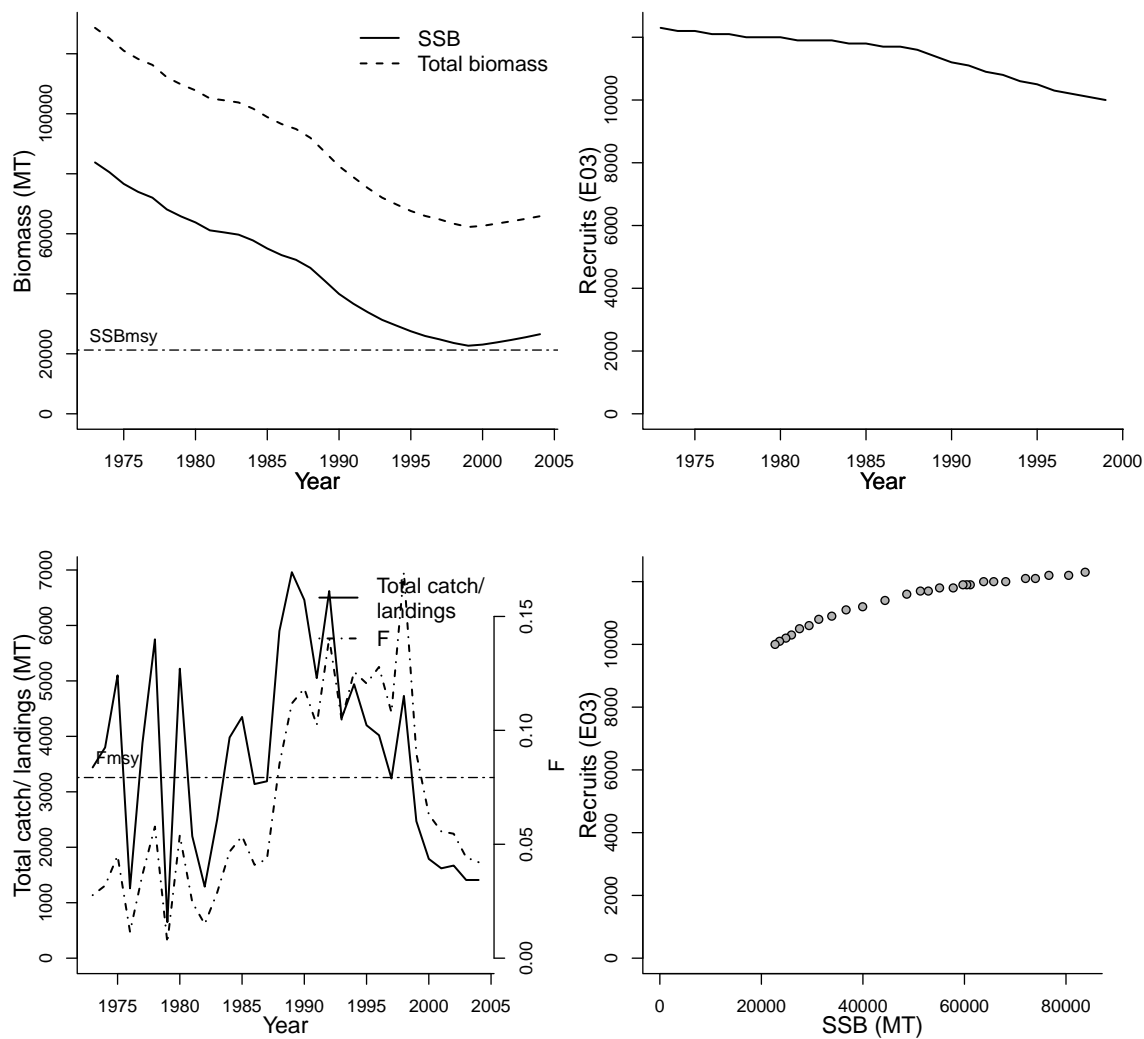 SSB
Total biomass
Biomass (MT)
0
20000
60000
100000
SSBmsy
1975 1980 1985 1990 1995 2000 2005
Year
Recruits (E03)
0 2000 4000 6000 8000 10000
1975 1980 1985 1990 1995 2000
Year
Total catch/ landings (MT)
0 1000 2000 3000 4000 5000 6000 7000
Total catch/
landings
F
Fmsy
0.00 0.05 0.10 0.15
F
1975 1980 1985 1990 1995 2000 2005
Year
Recruits (E03)
0 2000 4000 6000 8000 10000
0 20000 40000 60000 80000
SSB (MT)